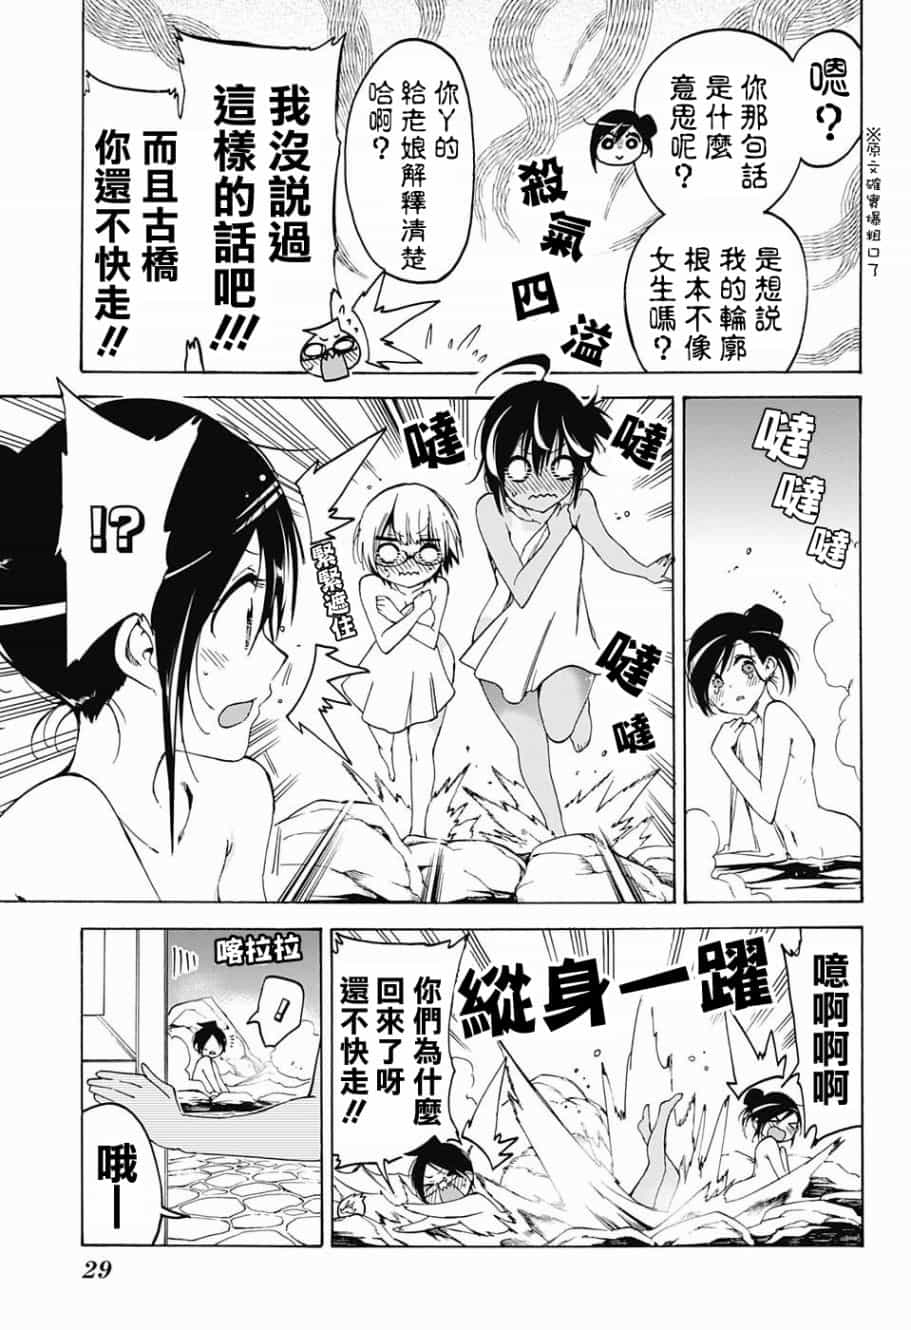 嗯？
你那句話
是什麼
意思呢？
是想說
我的輪廓
根本不像
女生嗎？
※原文確實爆粗口了
殺氣四溢
你丫的
給老娘解釋清楚
哈啊？
我沒說過
這樣的話吧!!!
而且古橋
你還不快走!!
噠
噠
噠
噠
噠
噠
噠
緊緊遮住
!?
噫啊啊啊
縱身一躍
你們為什麼
回來了呀
還不快走!!
喀拉拉
!
哦ー
29